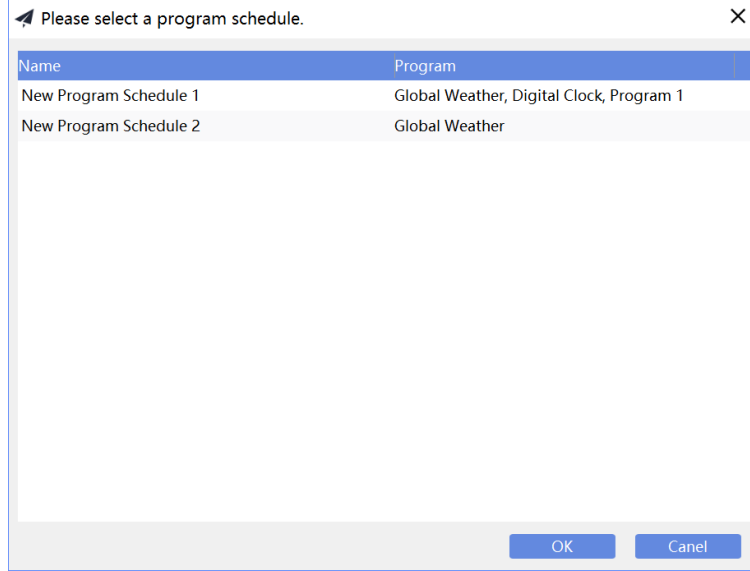 Please select a program schedule.
Name Program
New Program Schedule 1 Global Weather, Digital Clock, Program 1
New Program Schedule 2 Global Weather
OK Canel